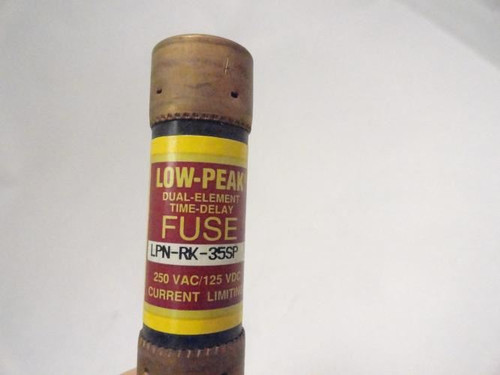 LOW-PEAK
DUAL-ELEMENT
TIME-DELAY
FUSE
LPN-RK-35SP
250 VAC/125 VDC
CURRENT LIMITING